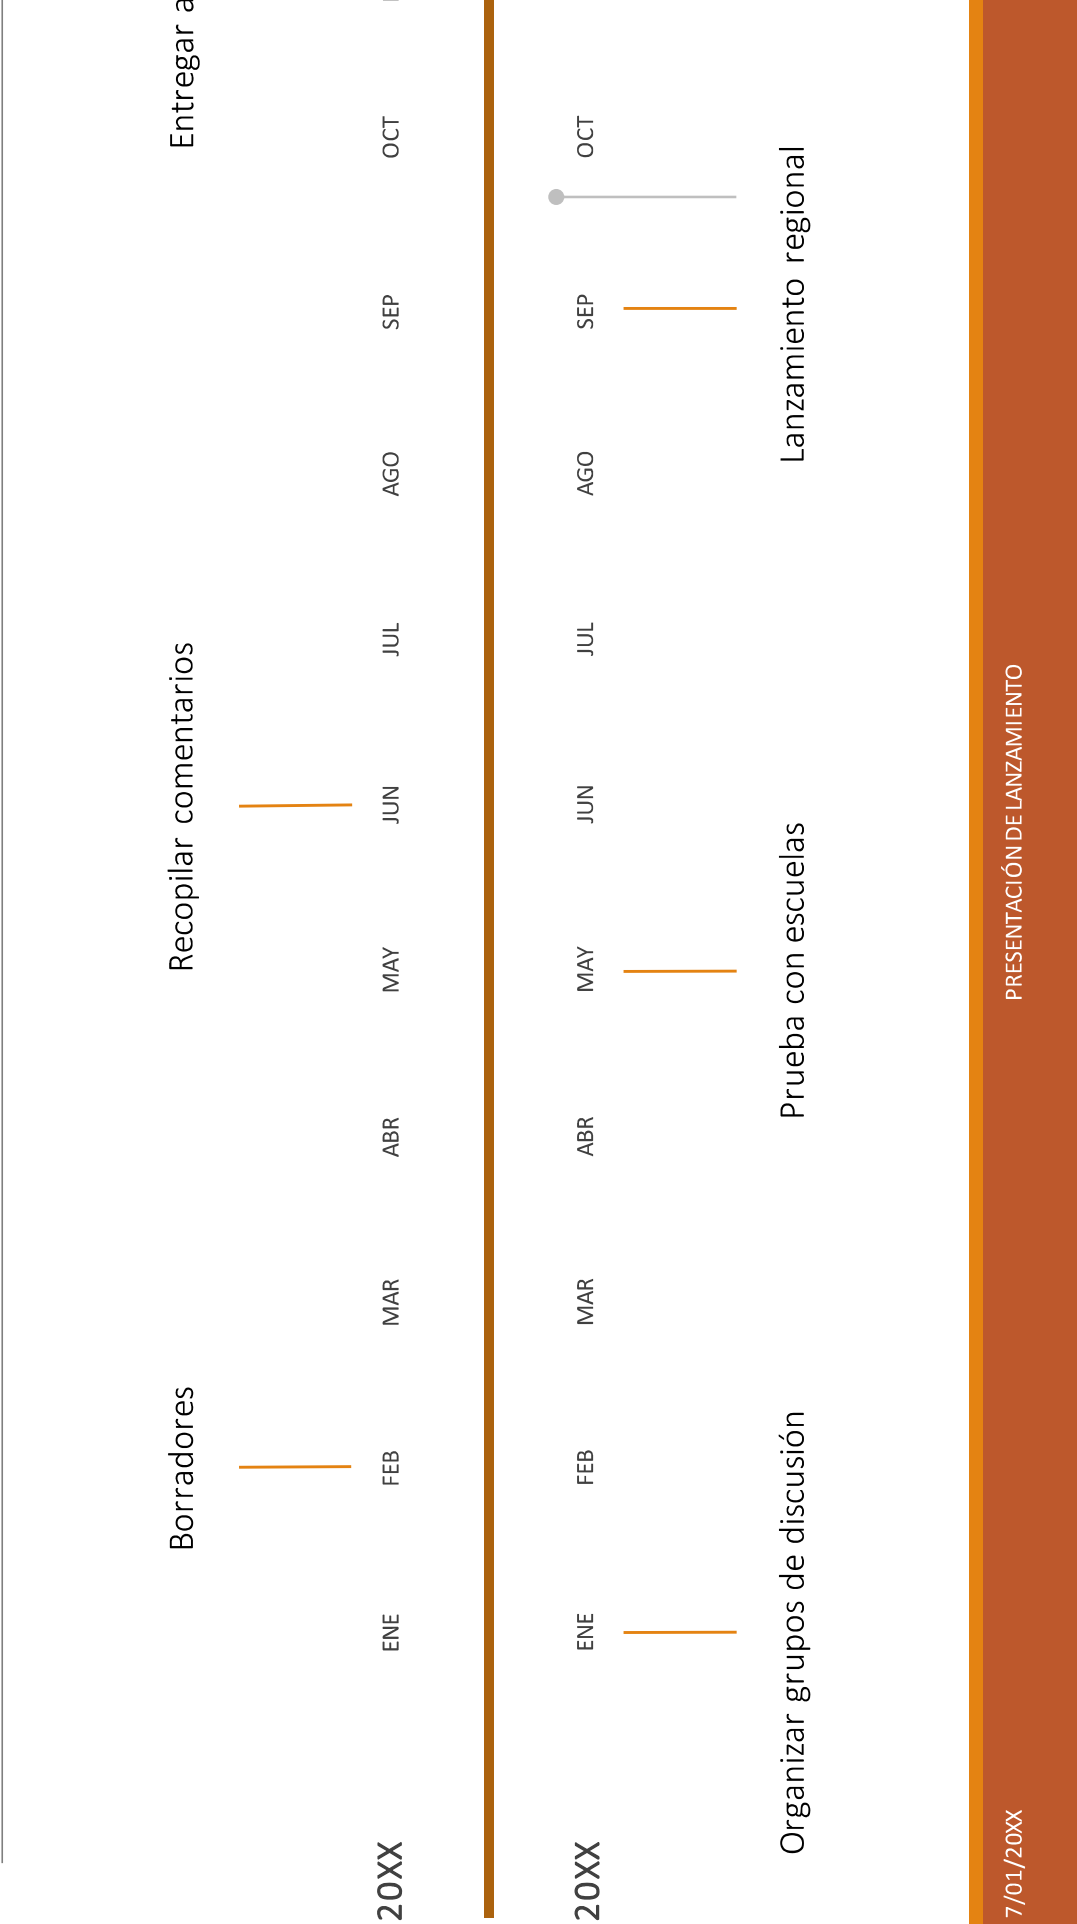 Borradores
Recopilar comentarios
Entregar a
20XX ENE FEB MAR ABR MAY JUN JUL AGO SEP OCT
20XX ENE FEB MAR ABR MAY JUN JUL AGO SEP OCT
Organizar grupos de discusión
Prueba con escuelas
Lanzamiento regional
7/01/20XX
PRESENTACIÓN DE LANZAMIENTO